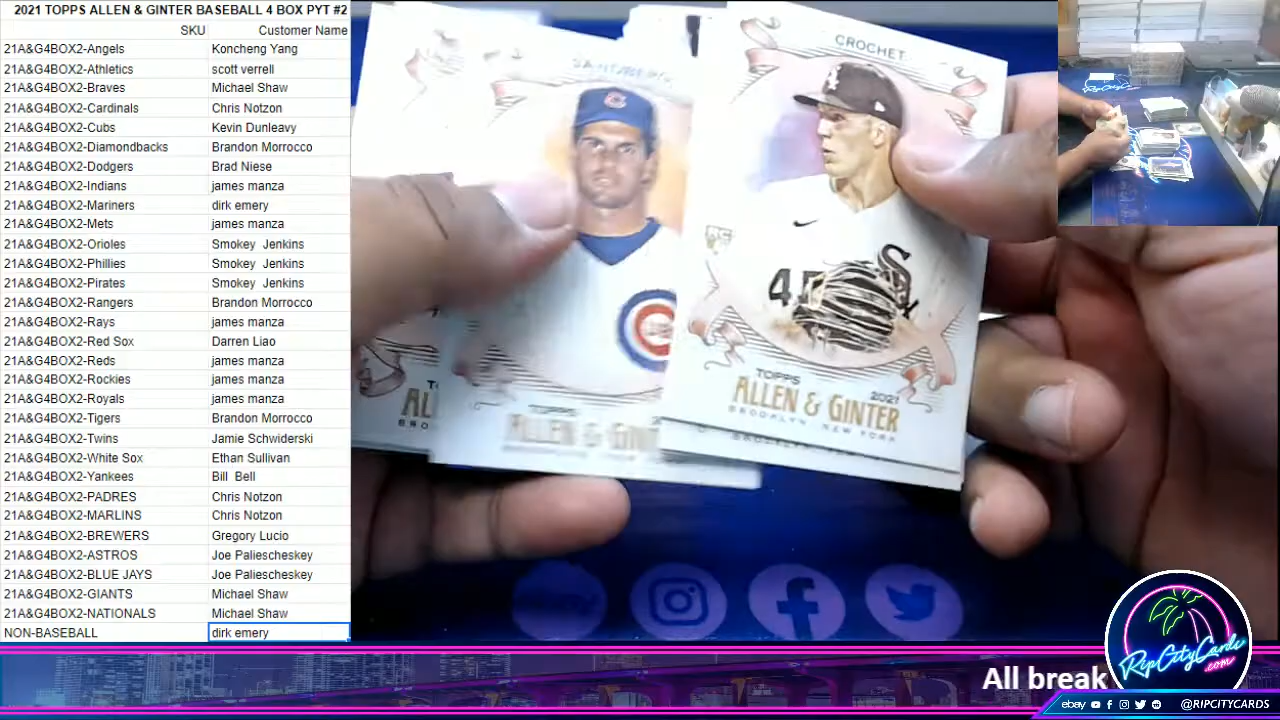 2021 TOPPS ALLEN & GINTER BASEBALL 4 BOX PYT #2
SKU Customer Name
21A&G4BOX2-Angels Koncheng Yang
21A&G4BOX2-Athletics scott verrell
21A&G4BOX2-Braves Michael Shaw
21A&G4BOX2-Cardinals Chris Notzon
21A&G4BOX2-Cubs Kevin Dunleavy
21A&G4BOX2-Diamondbacks Brandon Morrocco
21A&G4BOX2-Dodgers Brad Niese
21A&G4BOX2-Indians james manza
21A&G4BOX2-Mariners dirk emery
21A&G4BOX2-Mets james manza
21A&G4BOX2-Orioles Smokey Jenkins
21A&G4BOX2-Phillies Smokey Jenkins
21A&G4BOX2-Pirates Smokey Jenkins
21A&G4BOX2-Rangers Brandon Morrocco
21A&G4BOX2-Rays james manza
21A&G4BOX2-Red Sox Darren Liao
21A&G4BOX2-Reds james manza
21A&G4BOX2-Rockies james manza
21A&G4BOX2-Royals james manza
21A&G4BOX2-Tigers Brandon Morrocco
21A&G4BOX2-Twins Jamie Schwiderski
21A&G4BOX2-White Sox Ethan Sullivan
21A&G4BOX2-Yankees Bill Bell
21A&G4BOX2-PADRES Chris Notzon
21A&G4BOX2-MARLINS Chris Notzon
21A&G4BOX2-BREWERS Gregory Lucio
21A&G4BOX2-ASTROS Joe Paliescheskey
21A&G4BOX2-BLUE JAYS Joe Paliescheskey
21A&G4BOX2-GIANTS Michael Shaw
21A&G4BOX2-NATIONALS Michael Shaw
NON-BASEBALL dirk emery
CROCHET
RC
TOPPS 2021
ALLEN & GINTER
BROOKLYN, NEW YORK
TOPPS
ALLEN & GIN
AL
BRO
All break
RipCityCards
.com
ebay @RIPCITYCARDS